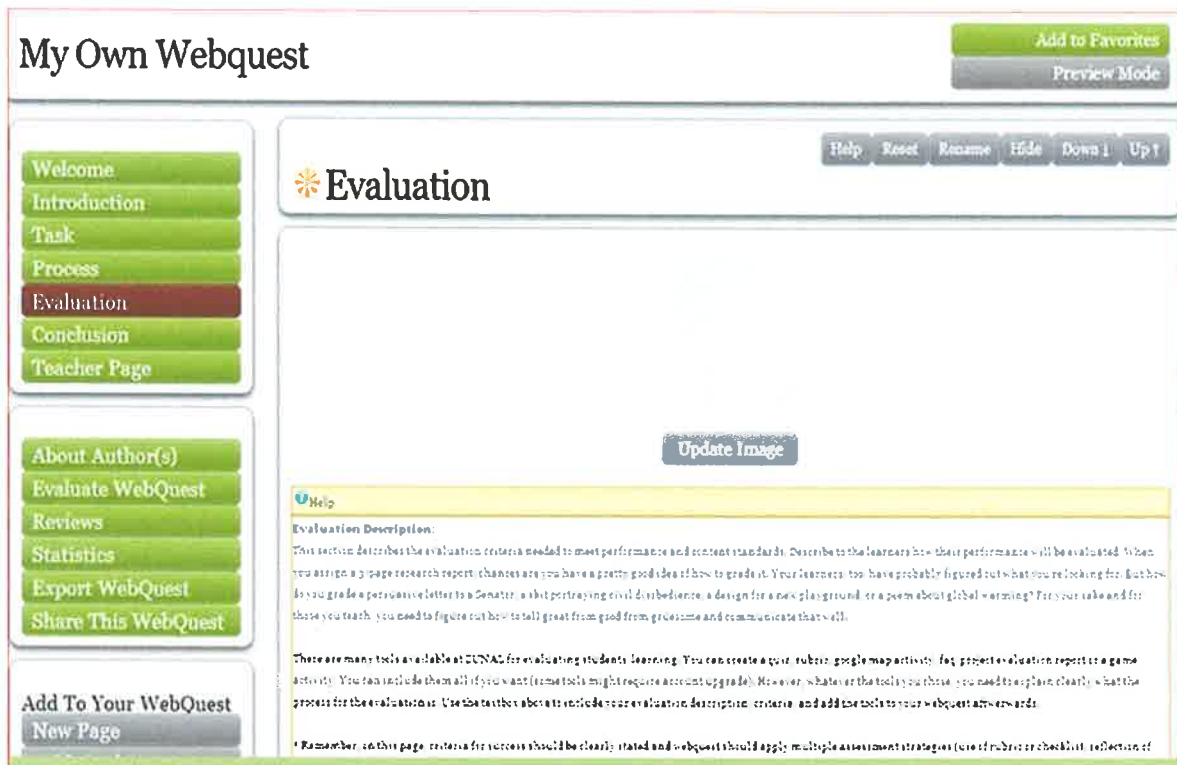 My Own Webquest
Add to Favorites
Preview Mode
Welcome
Introduction
Task
Process
Evaluation
Conclusion
Teacher Page
About Author(s)
Evaluate WebQuest
Reviews
Statistics
Export WebQuest
Share This WebQuest
Add To Your WebQuest
New Page
Help Reset Rename Hide Down ↓ Up ↑
Evaluation
Update Image
Help
Evaluation Description:
This section describes the evaluation criteria needed to meet performance and content standards. Describe to the learners how their performance will be evaluated. When
you assign a 3-page research report, chances are you have a pretty good idea of how to grade it. Your learners, too, have probably figured out what you're looking for. But how
do you grade a persuasive letter to a Senator, a skit portraying civil disobedience, a design for a new playground, or a poem about global warming? For your sake and for
those you teach, you need to figure out how to tell great from good from gruesome and communicate that well.
There are many tools available at ZUNAL for evaluating students learning. You can create a quiz, rubric, google map activity, faq, project evaluation report or a game
activity. You can include them all if you want (some tools might require account upgrade). However, whatever the tools you chose, you need to explain clearly what the
process for the evaluation is. Use the textbox above to include your evaluation description, criteria, and add the tools to your webquest afterwards.
* Remember, on this page, criteria for success should be clearly stated and webquest should apply multiple assessment strategies (use of rubric or checklist, reflection of